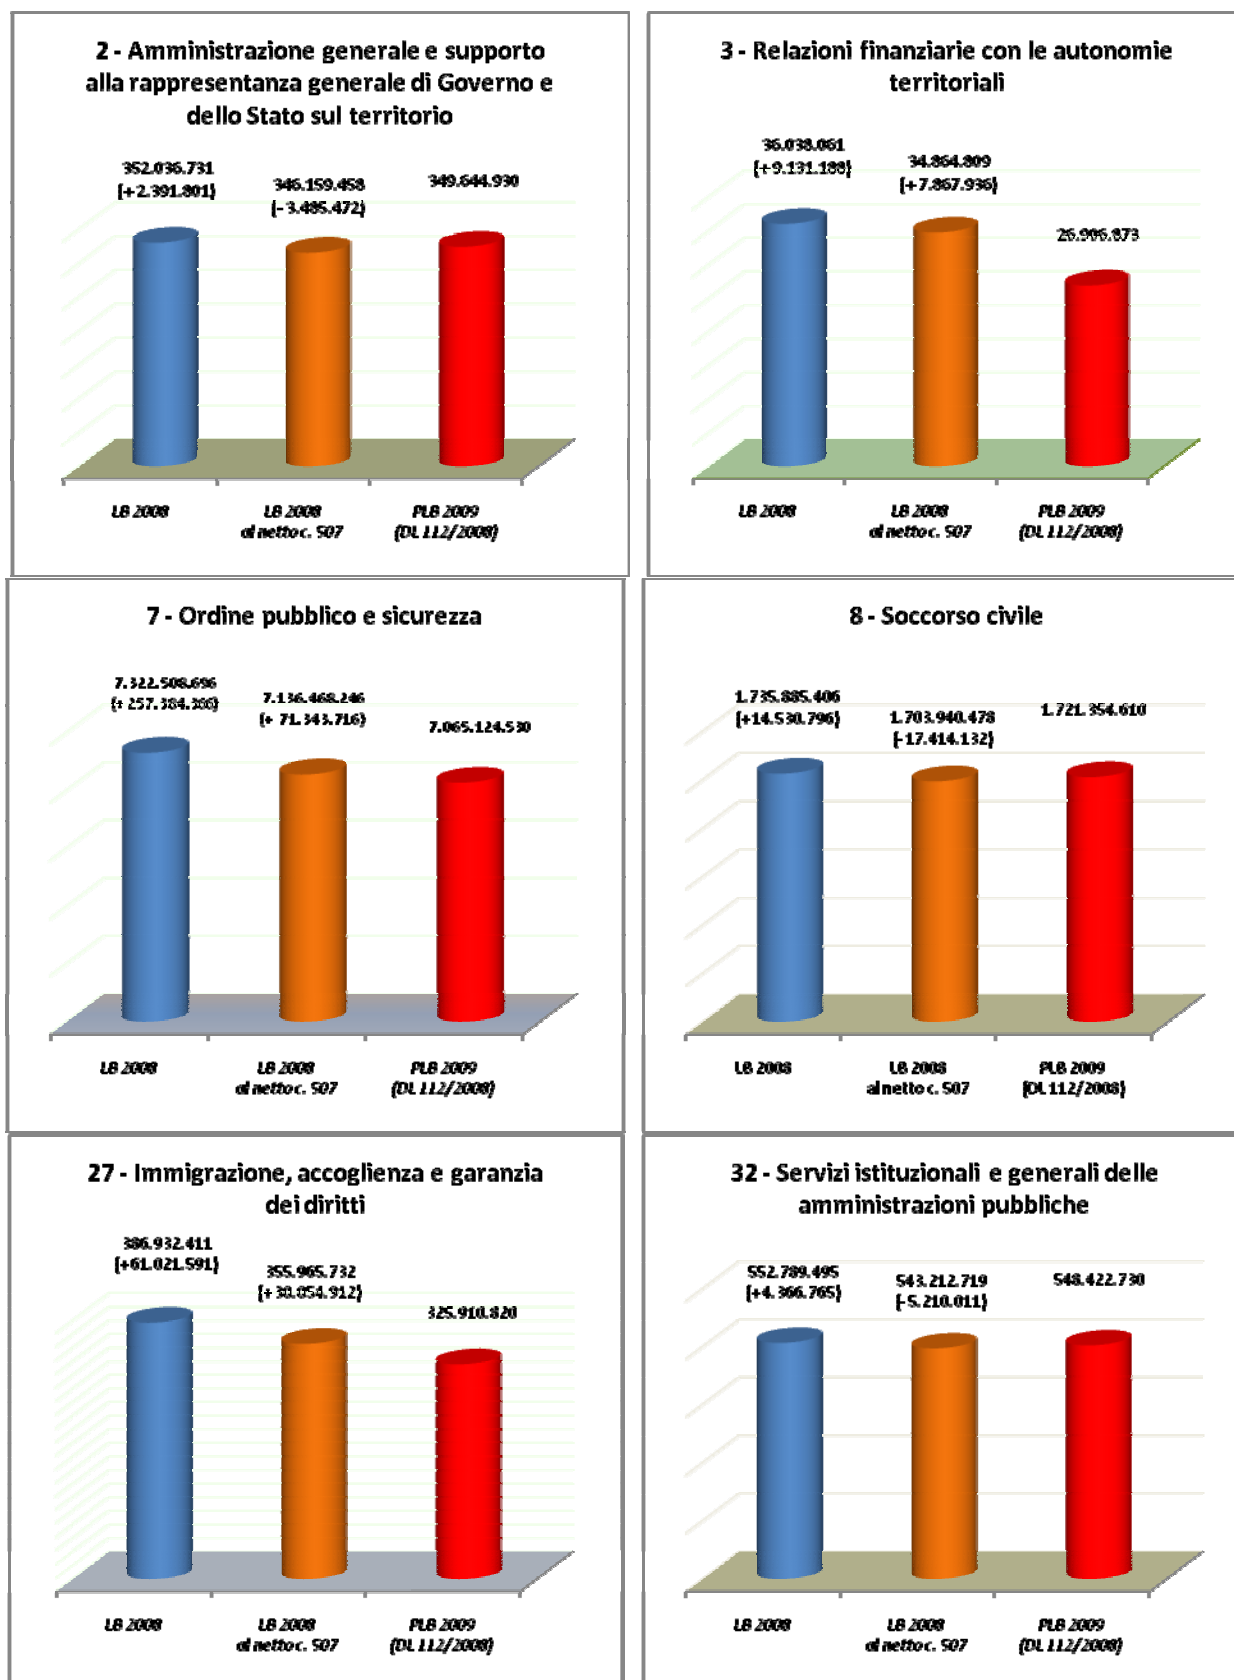 2 - Amministrazione generale e supporto
alla rappresentanza generale di Governo e
dello Stato sul territorio
352.036.731
(+2.391.801)
346.159.458
(-3.485.472)
349.644.930
LB 2008
LB 2008
al netto c. 507
PLB 2009
(DL 112/2008)
3 - Relazioni finanziarie con le autonomie
territoriali
36.038.061
(+9.131.188)
34.864.809
(+7.867.936)
26.906.873
LB 2008
LB 2008
al netto c. 507
PLB 2009
(DL 112/2008)
7 - Ordine pubblico e sicurezza
7.322.508.696
7.136.468.246
(+ 71.343.716)
7.065.124.530
LB 2008
LB 2008
al netto c. 507
PLB 2009
(DL 112/2008)
8 - Soccorso civile
1.735.885.406
(+14.530.796)
1.703.940.478
(-17.414.132)
1.721.354.610
LB 2008
LB 2008
al netto c. 507
PLB 2009
(DL 112/2008)
27 - Immigrazione, accoglienza e garanzia
dei diritti
386.932.411
(+61.021.591)
355.965.732
(+30.054.912)
325.910.820
LB 2008
LB 2008
al netto c. 507
PLB 2009
(DL 112/2008)
32 - Servizi istituzionali e generali delle
amministrazioni pubbliche
552.789.495
(+4.366.765)
543.212.719
(-5.210.011)
548.422.730
LB 2008
LB 2008
al netto c. 507
PLB 2009
(DL 112/2008)